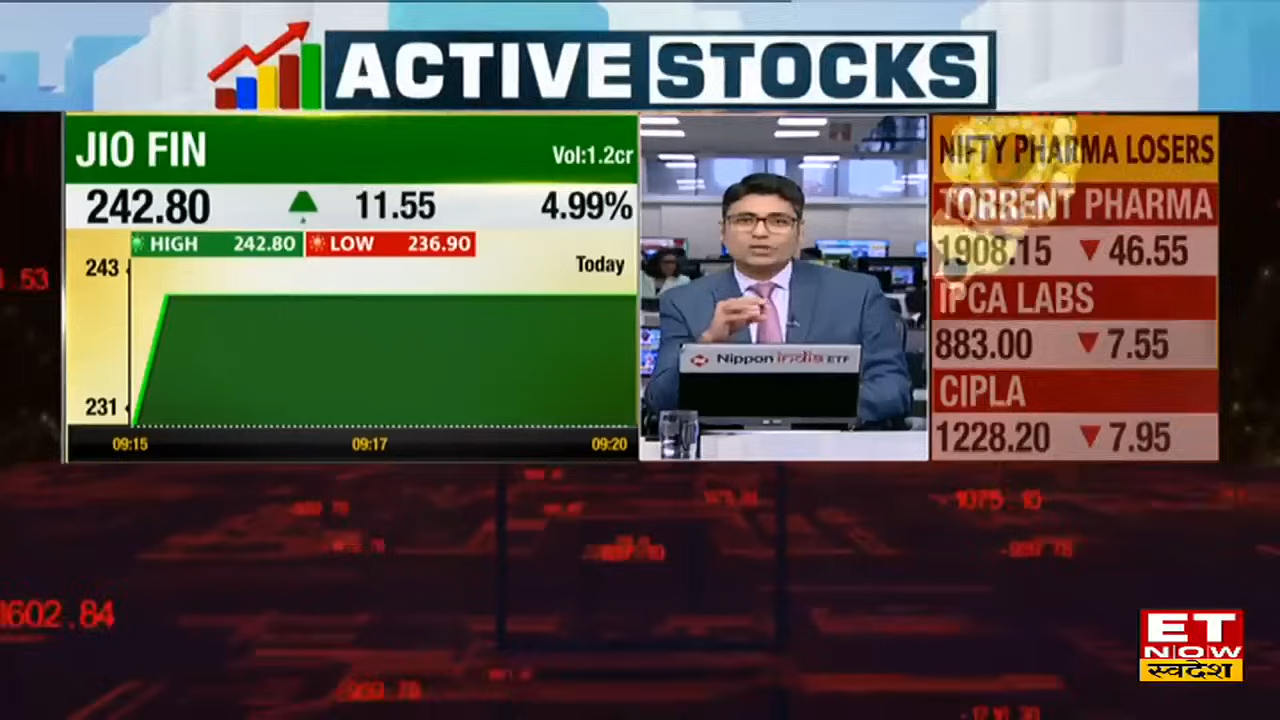 ACTIVE STOCKS
JIO FIN
Vol:1.2cr
242.80 11.55 4.99%
HIGH 242.80 LOW 236.90
Today
243
231
09:15 09:17 09:20
Nippon india ETF
NIFTY PHARMA LOSERS
TORRENT PHARMA
1908.15 46.55
IPCA LABS
883.00 7.55
CIPLA
1228.20 7.95
1602.84
ET
NOW
स्वदेश